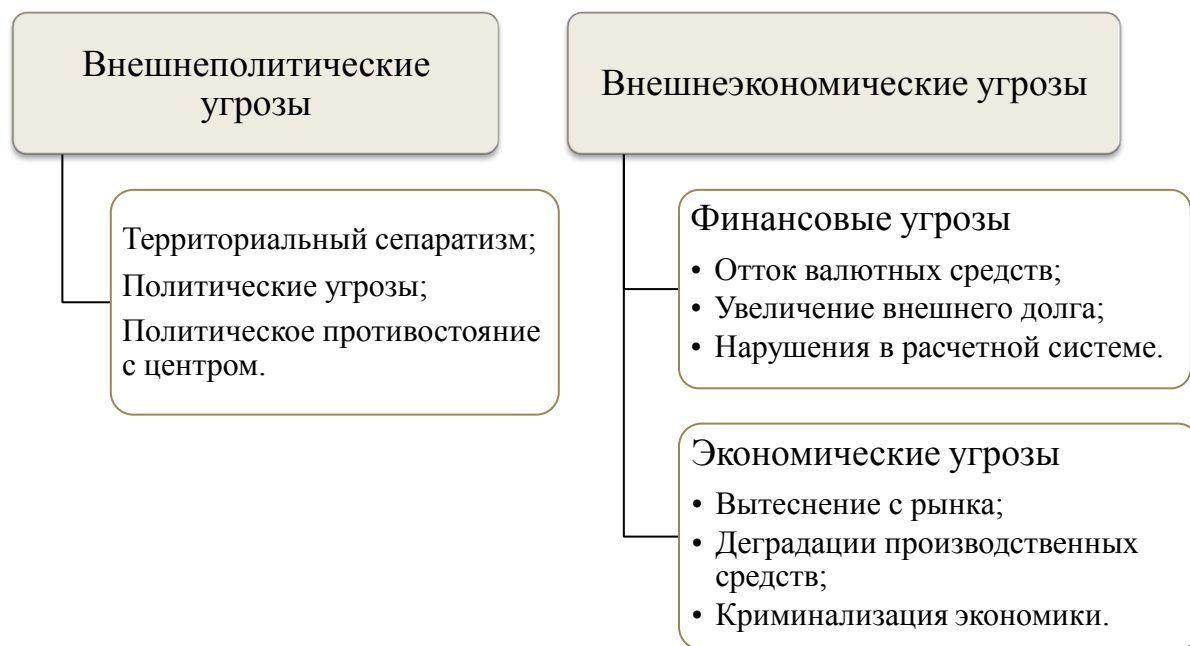 Внешнеполитические
угрозы
Территориальный сепаратизм;
Политические угрозы;
Политическое противостояние
с центром.
Внешнеэкономические угрозы
Финансовые угрозы
• Отток валютных средств;
• Увеличение внешнего долга;
• Нарушения в расчетной системе.
Экономические угрозы
• Вытеснение с рынка;
• Деградации производственных
средств;
• Криминализация экономики.